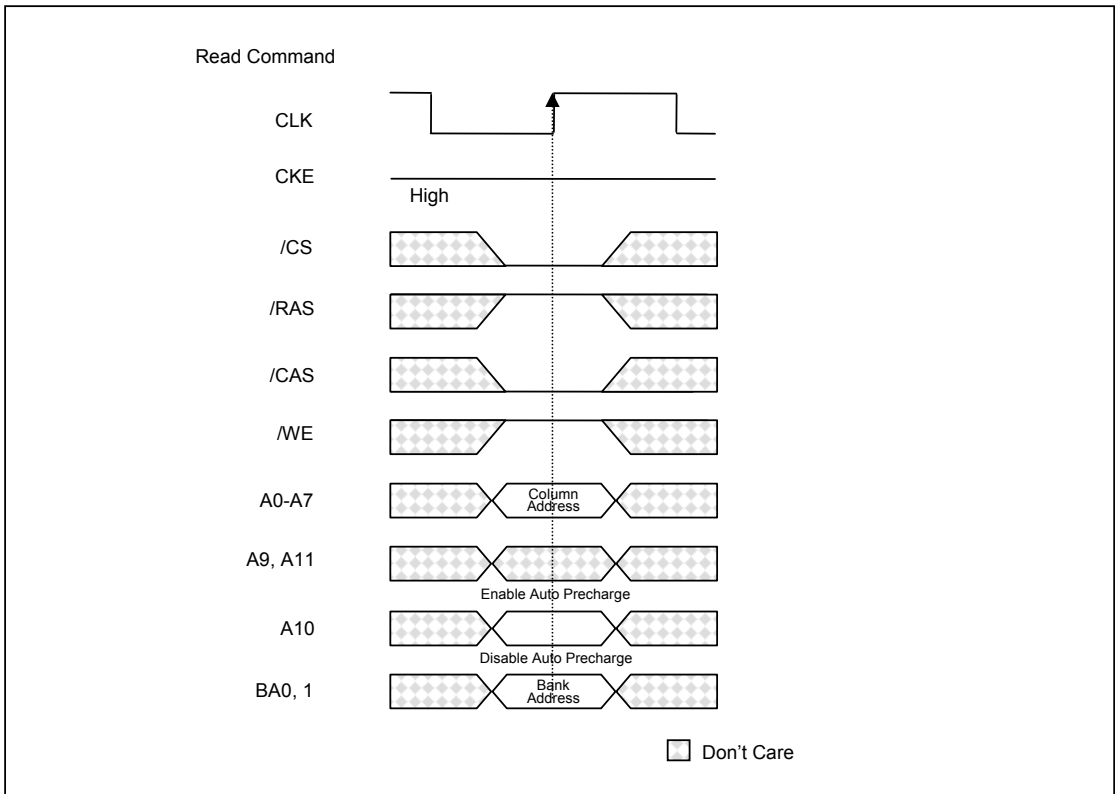 Read Command
CLK
CKE
High
/CS
/RAS
/CAS
/WE
A0-A7
Column
Address
A9, A11
Enable Auto Precharge
A10
Disable Auto Precharge
BA0, 1
Bank
Address
Don't Care